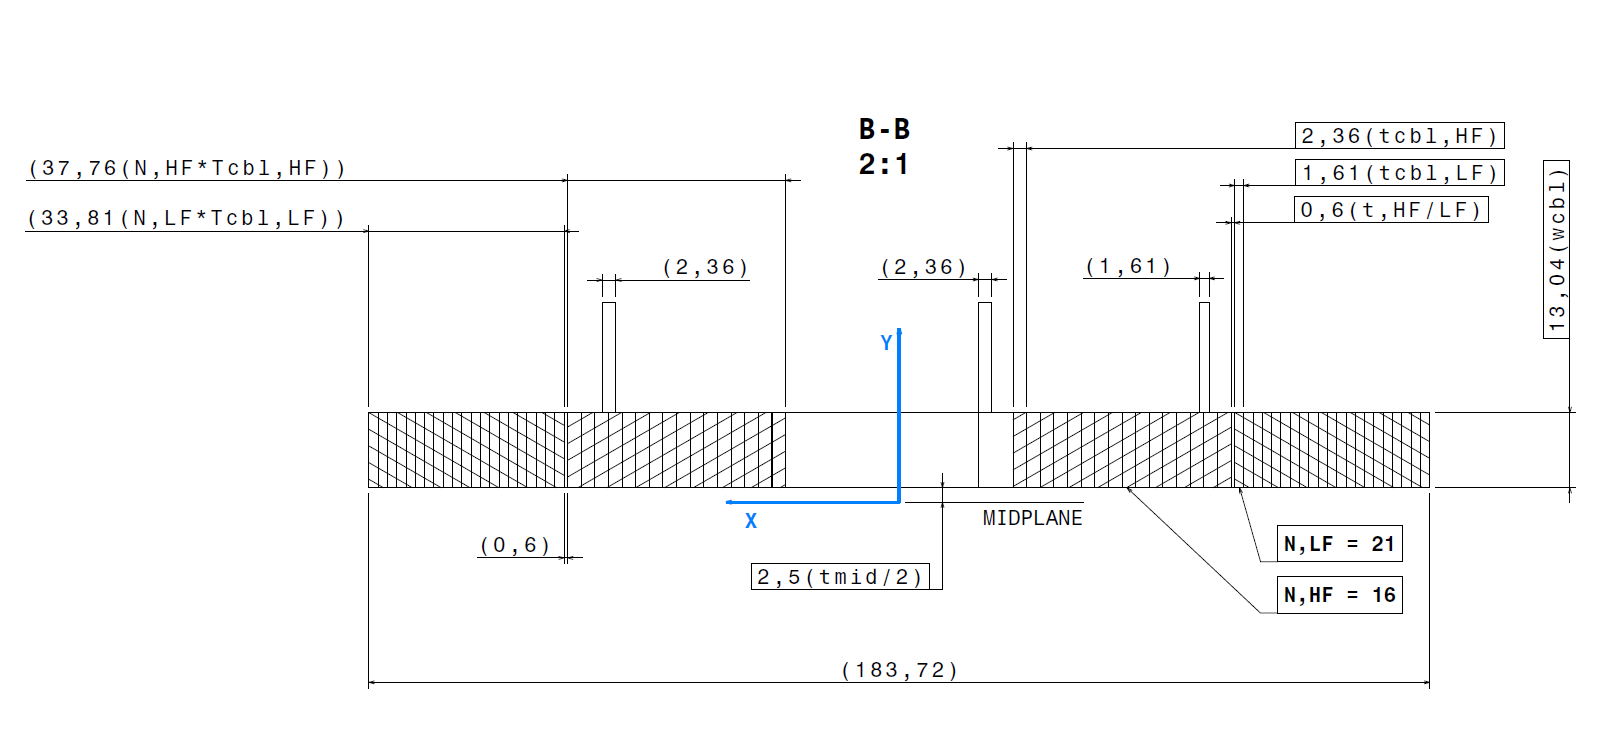 B-B
2:1
2,36(tcbl,HF)
(37,76(N,HF*Tcbl,HF))
1,61(tcbl,LF)
(33,81(N,LF*Tcbl,LF))
0,6(t,HF/LF)
13,04(wcbl)
(2,36)
(2,36)
(1,61)
Y
X
MIDPLANE
(0,6)
N,LF = 21
2,5(tmid/2)
N,HF = 16
(183,72)